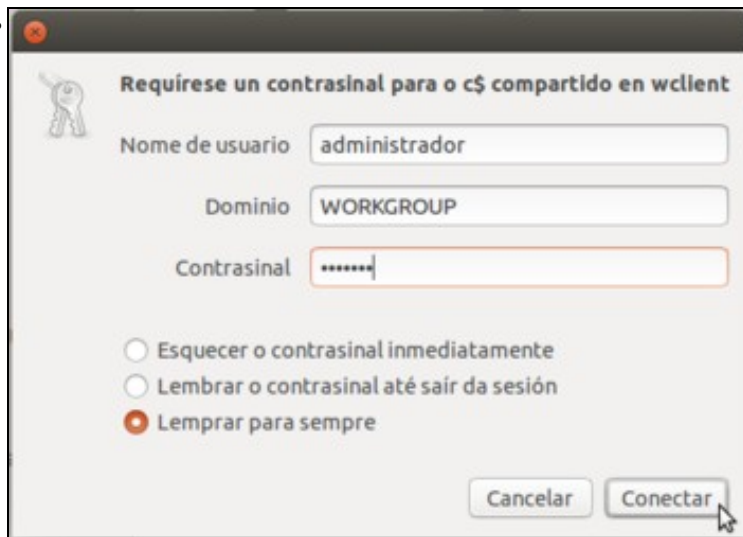 Requírese un contrasinal para o c$ compartido en wclient
Nome de usuario administrador
Dominio WORKGROUP
Contrasinal •••••••
Esquecer o contrasinal inmediatamente
Lembrar o contrasinal até saír da sesión
Lemprar para sempre
Cancelar Conectar